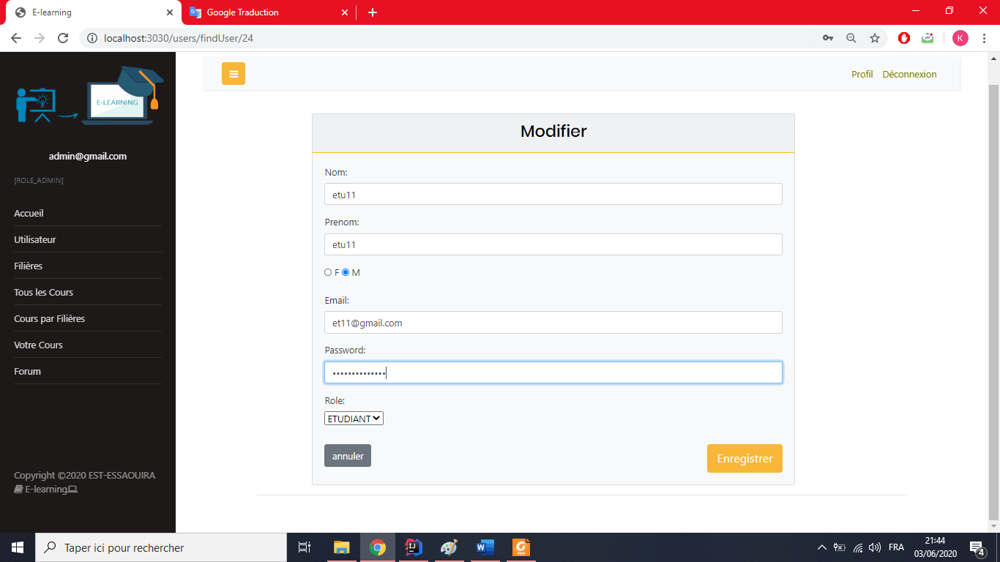 E-learning
Google Traduction
localhost:3030/users/findUser/24
K
E-LEARNING
admin@gmail.com
[ROLE_ADMIN]
Accueil
Utilisateur
Filières
Tous les Cours
Cours par Filières
Votre Cours
Forum
Copyright ©2020 EST-ESSAOUIRA
E-learning
Profil Déconnexion
Modifier
Nom:
etu11
Prenom:
etu11
F M
Email:
et11@gmail.com
Password:
••••••••••••••
Role:
ETUDIANT
annuler
Enregistrer
Taper ici pour rechercher
IJ
W
G
PDF
FRA
21:44
03/06/2020
4